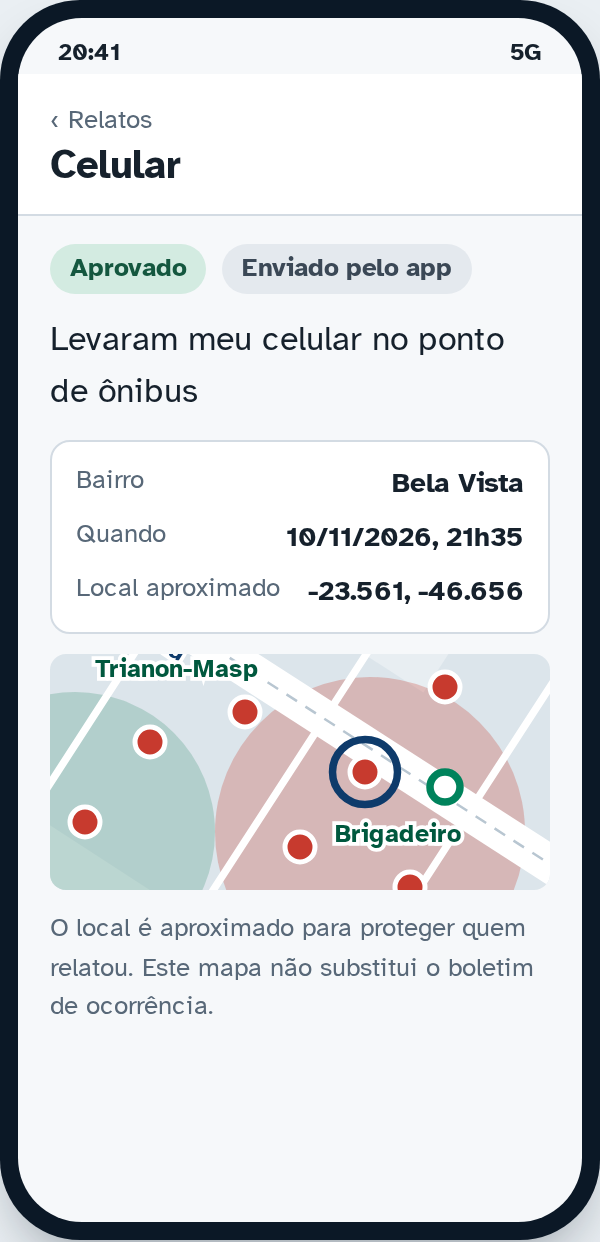 20:41 5G
‹ Relatos
Celular
Aprovado Enviado pelo app
Levaram meu celular no ponto
de ônibus
Bairro Bela Vista
Quando 10/11/2026, 21h35
Local aproximado -23.561, -46.656
Trianon-Masp
Brigadeiro
O local é aproximado para proteger quem
relatou. Este mapa não substitui o boletim
de ocorrência.